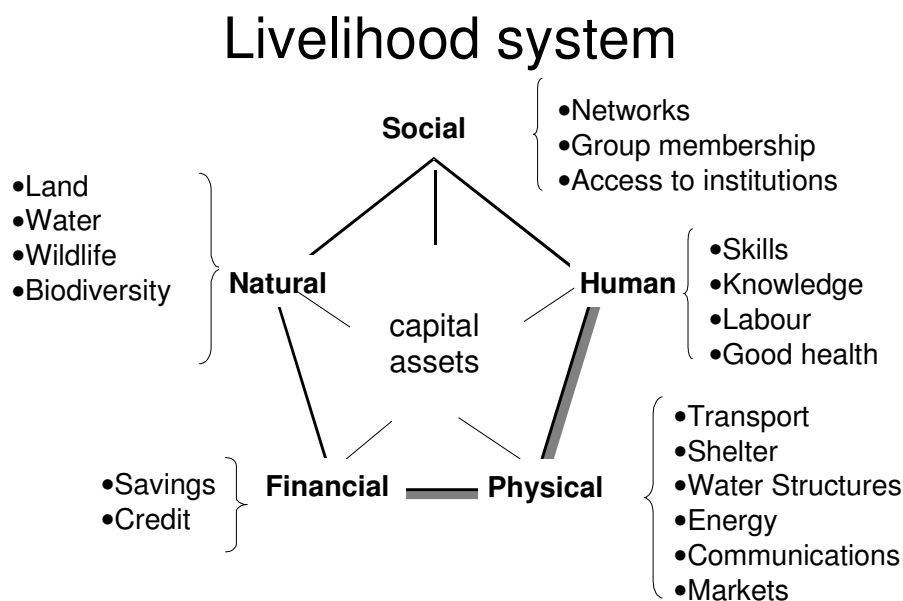 Livelihood system
Social
•Networks
•Group membership
•Access to institutions
•Land
•Water
•Wildlife
•Biodiversity
Natural
Human
•Skills
•Knowledge
•Labour
•Good health
capital
assets
•Savings
•Credit
Financial
Physical
•Transport
•Shelter
•Water Structures
•Energy
•Communications
•Markets